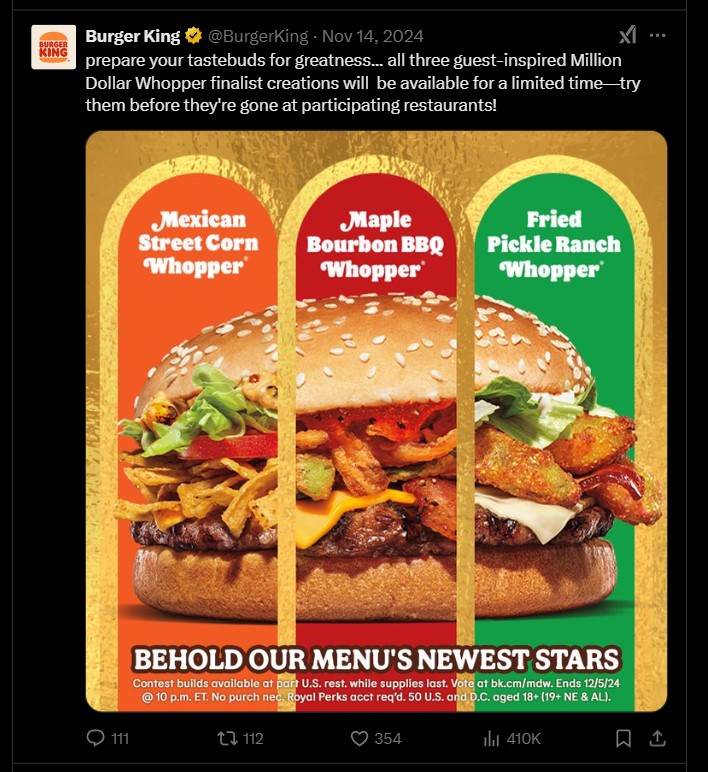 BURGER
KING
Burger King @BurgerKing · Nov 14, 2024
prepare your tastebuds for greatness... all three guest-inspired Million
Dollar Whopper finalist creations will  be available for a limited time—try
them before they're gone at participating restaurants!
Mexican
Street Corn
Whopper®
Maple
Bourbon BBQ
Whopper®
Fried
Pickle Ranch
Whopper®
BEHOLD OUR MENU'S NEWEST STARS
Contest builds available at part U.S. rest. while supplies last. Vote at bk.cm/mdw. Ends 12/5/24
@ 10 p.m. ET. No purch nec. Royal Perks acct req'd. 50 U.S. and D.C. aged 18+ (19+ NE & AL).
111 112 354 410K